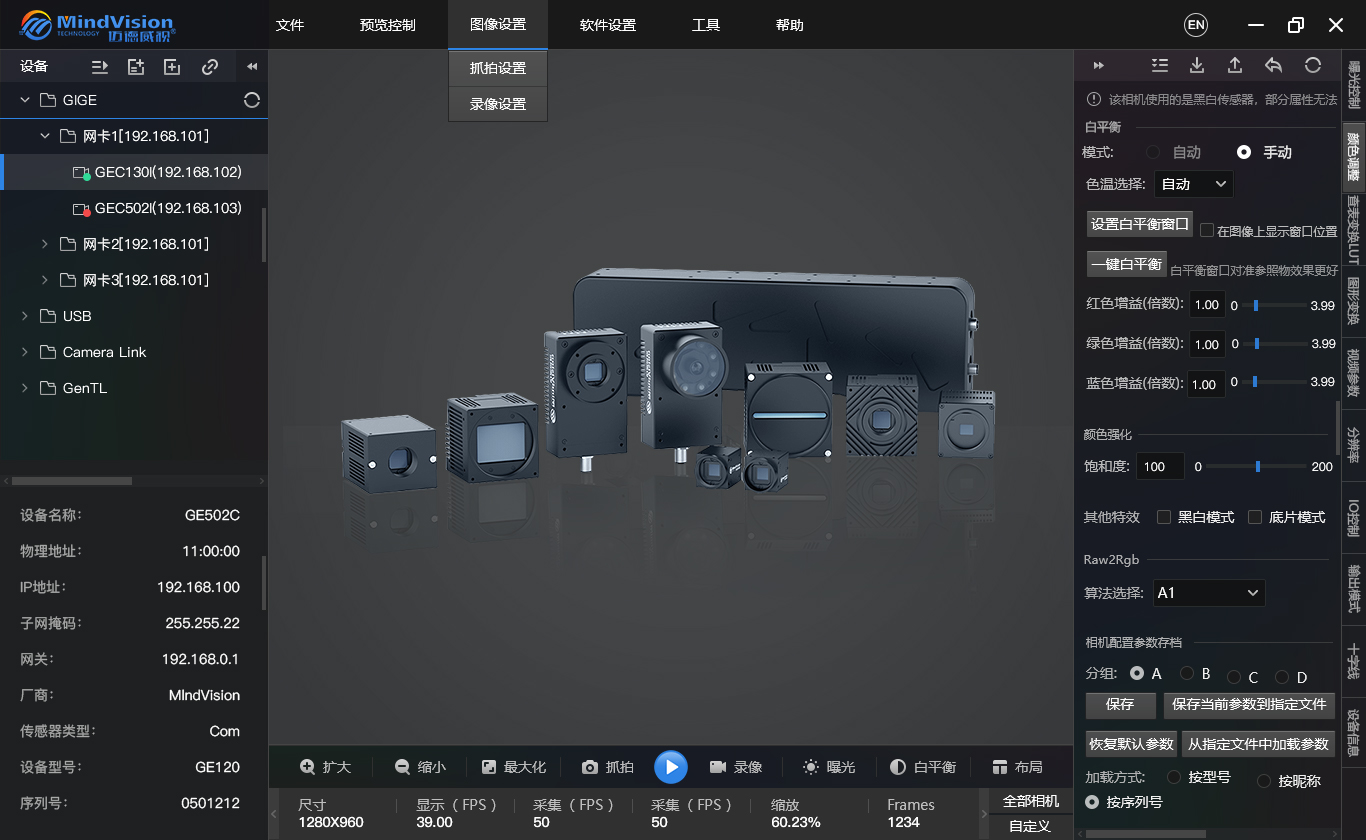 MindVision
TECHNOLOGY 迈德威视
文件
预览控制
图像设置
软件设置
工具
帮助
EN
抓拍设置
录像设置
设备
GIGE
网卡1[192.168.101]
GEC130I(192.168.102)
GEC502I(192.168.103)
网卡2[192.168.101]
网卡3[192.168.101]
USB
Camera Link
GenTL
设备名称: GE502C
物理地址: 11:00:00
IP地址: 192.168.100
子网掩码: 255.255.22
网关: 192.168.0.1
厂商: MIndVision
传感器类型: Com
设备型号: GE120
序列号: 0501212
扩大
缩小
最大化
抓拍
录像
曝光
白平衡
布局
尺寸
1280X960
显示（FPS）
39.00
采集（FPS）
50
采集（FPS）
50
缩放
60.23%
Frames
1234
全部相机
自定义
该相机使用的是黑白传感器，部分属性无法
白平衡
模式: 自动 手动
色温选择: 自动
设置白平衡窗口 在图像上显示窗口位置
一键白平衡 白平衡窗口对准参照物效果更好
红色增益(倍数): 1.00 0 3.99
绿色增益(倍数): 1.00 0 3.99
蓝色增益(倍数): 1.00 0 3.99
颜色强化
饱和度: 100 0 200
其他特效 黑白模式 底片模式
Raw2Rgb
算法选择: A1
相机配置参数存档
分组: A B C D
保存 保存当前参数到指定文件
恢复默认参数 从指定文件中加载参数
加载方式: 按型号 按昵称
按序列号
曝光控制
颜色调整
查表变换LUT
图形变换
视频参数
分辨率
IO控制
输出模式
十字线
设备信息